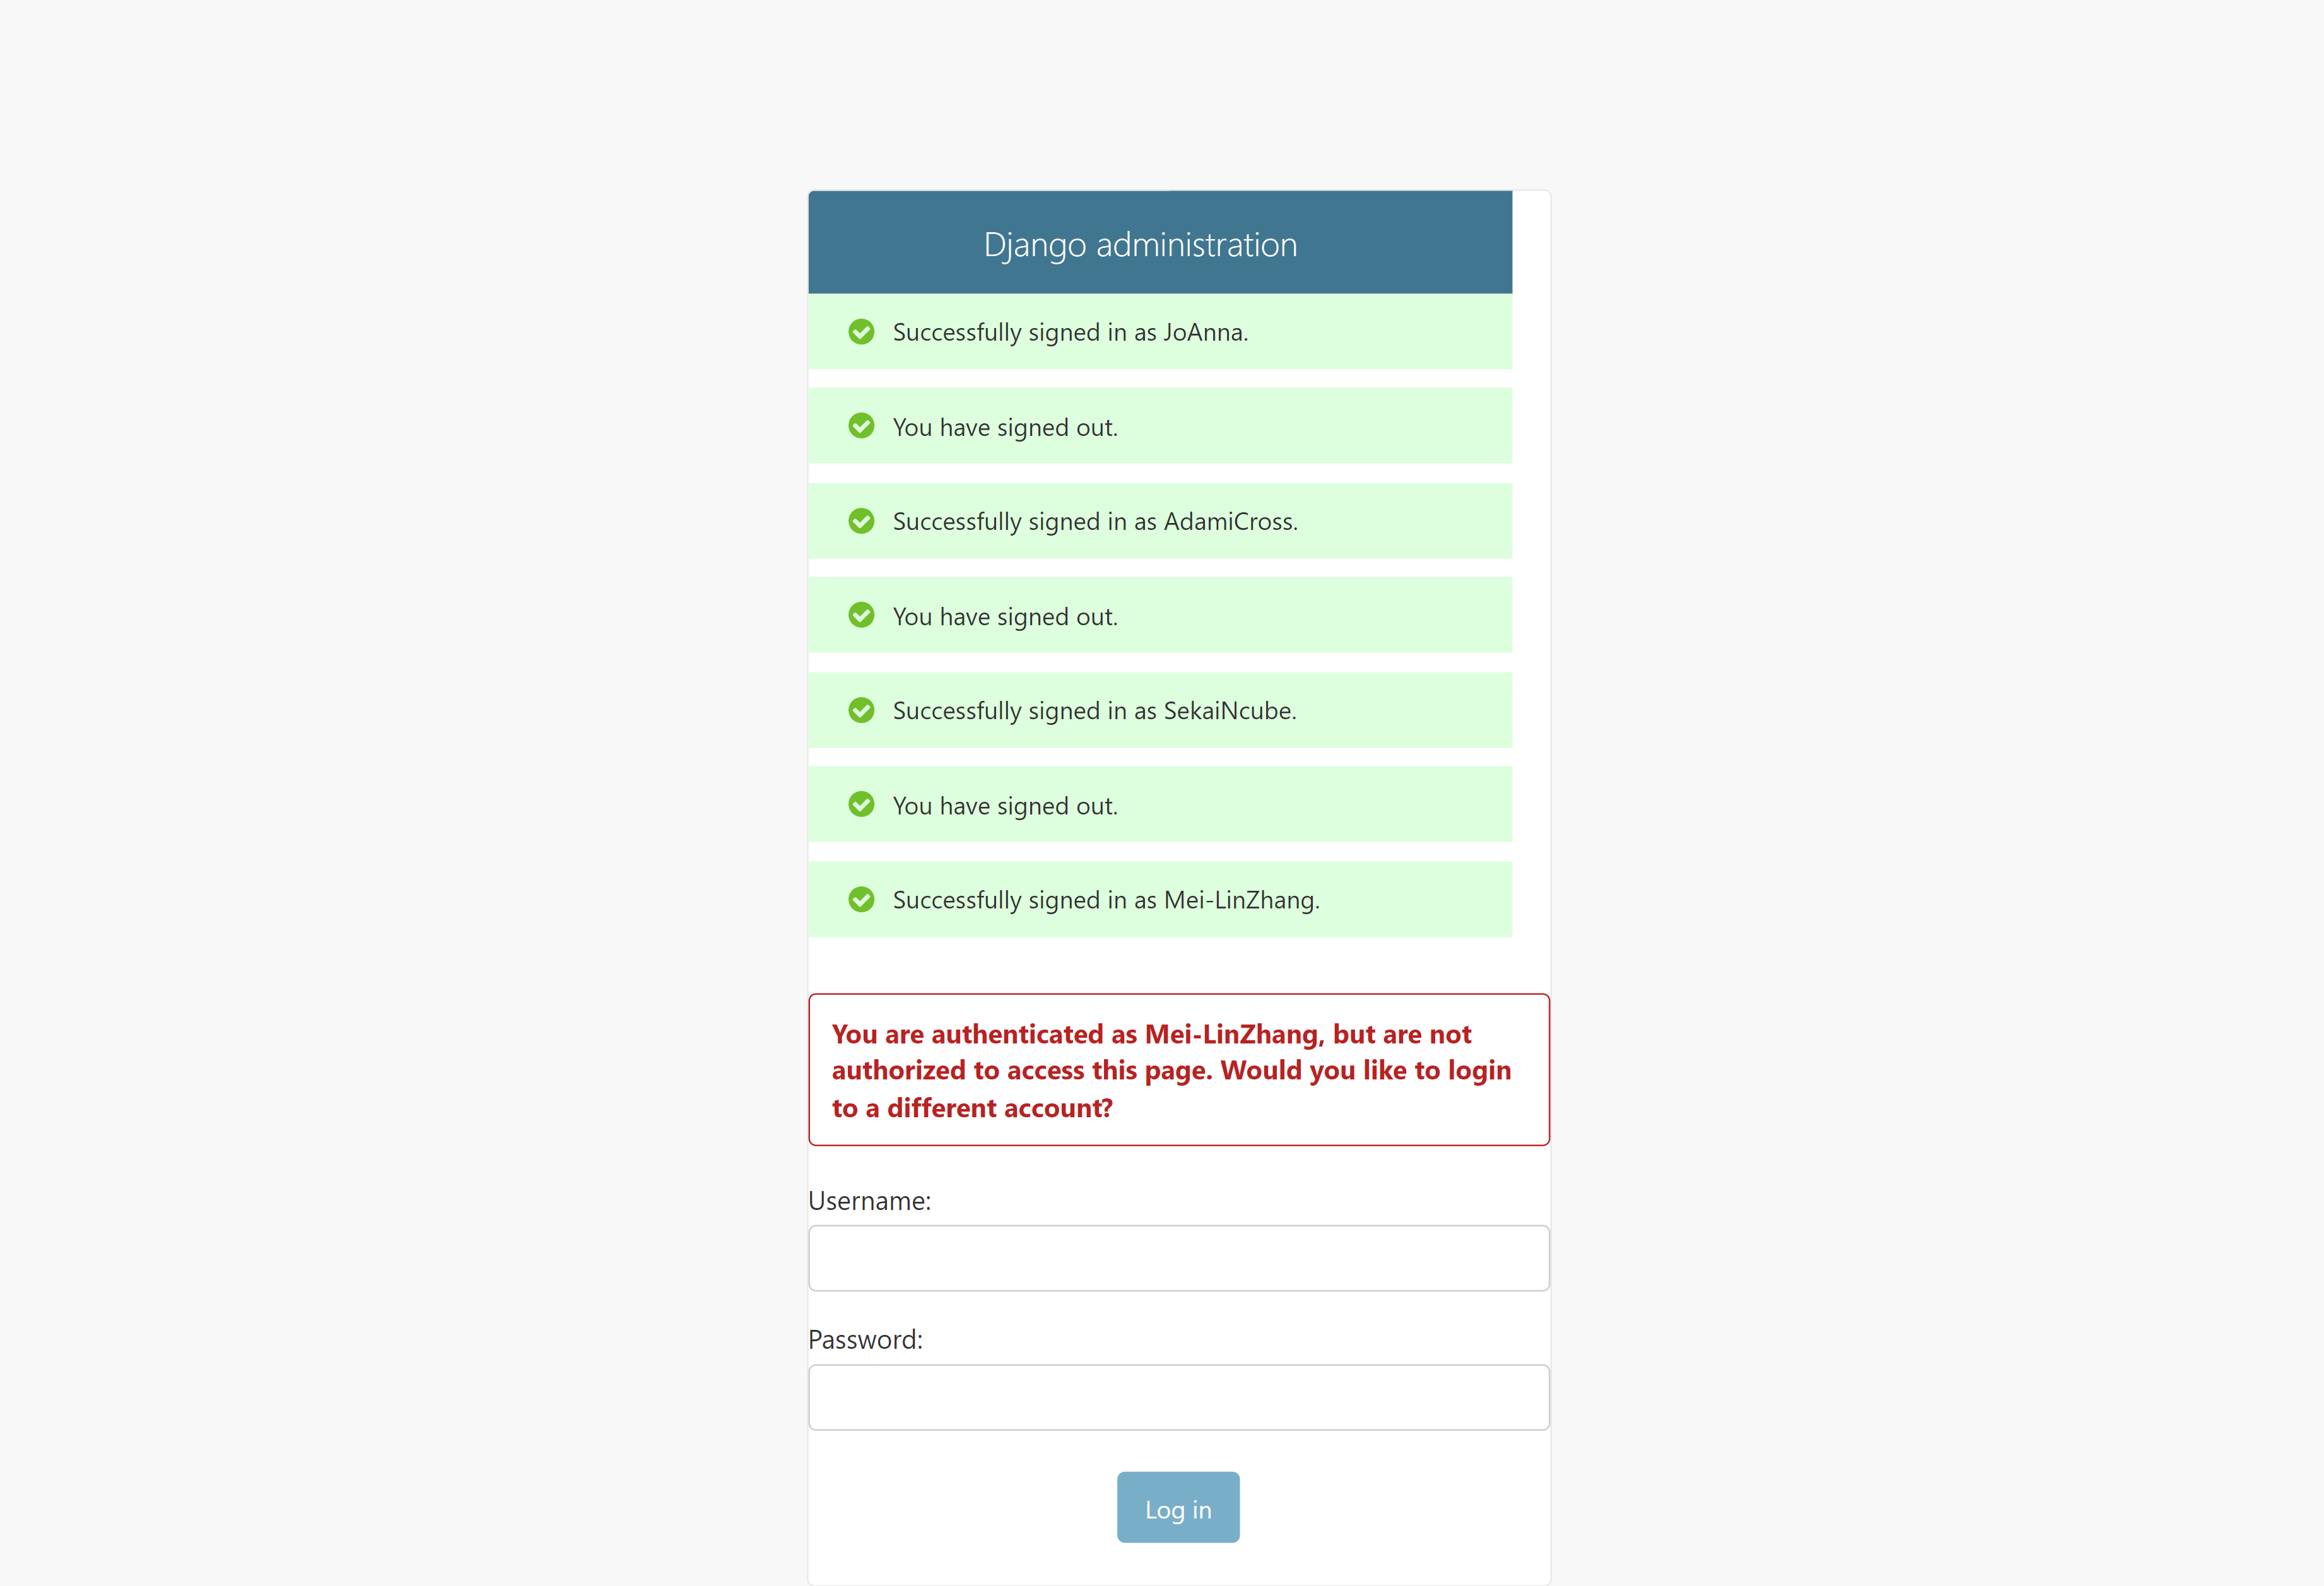 Django administration
Successfully signed in as JoAnna.
You have signed out.
Successfully signed in as AdamiCross.
You have signed out.
Successfully signed in as SekaiNcube.
You have signed out.
Successfully signed in as Mei-LinZhang.
You are authenticated as Mei-LinZhang, but are not
authorized to access this page. Would you like to login
to a different account?
Username:
Password:
Log in